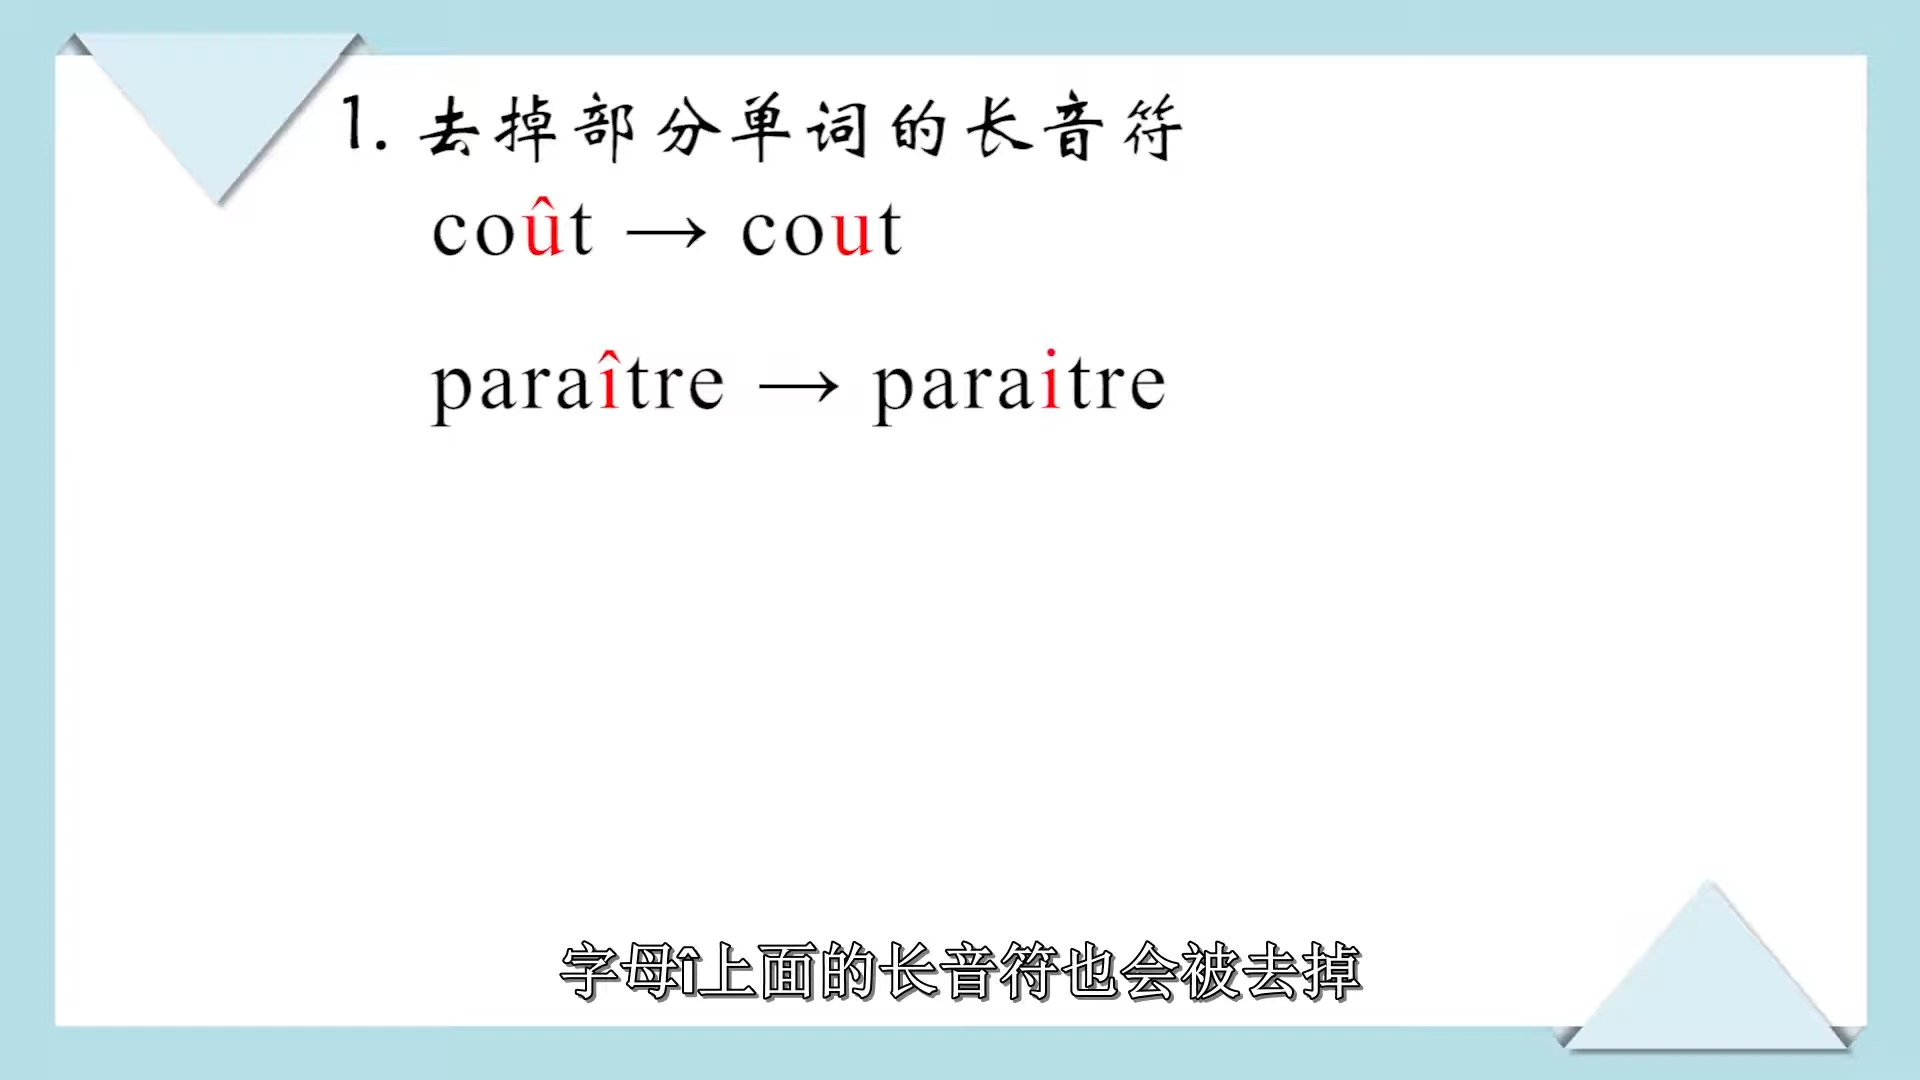 1. 去掉部分单词的长音符
coût → cout
paraître → paraitre
字母î上面的长音符也会被去掉